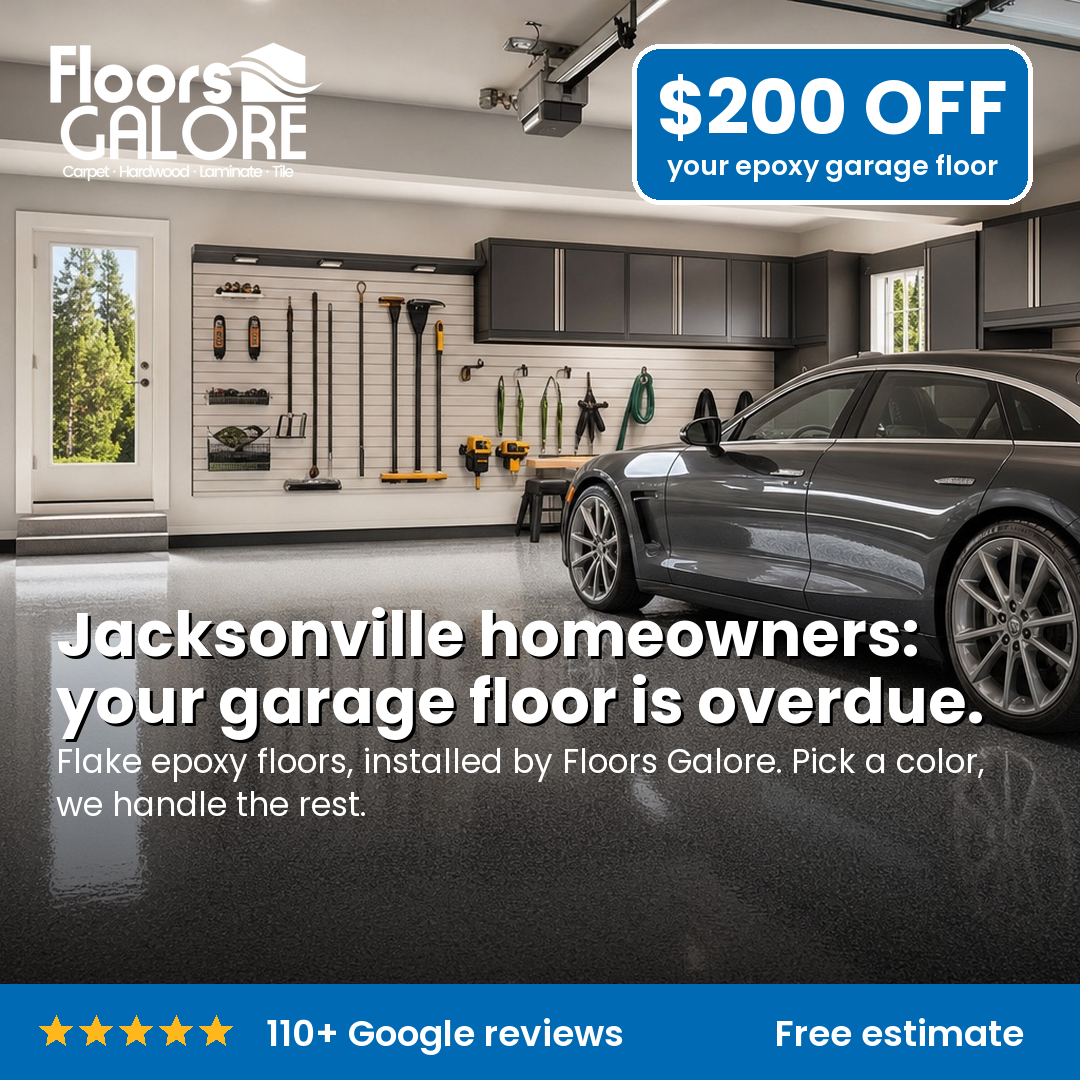 Floors
GALORE
Carpet · Hardwood · Laminate · Tile
$200 OFF
your epoxy garage floor
Jacksonville homeowners:
your garage floor is overdue.
Flake epoxy floors, installed by Floors Galore. Pick a color,
we handle the rest.
110+ Google reviews
Free estimate